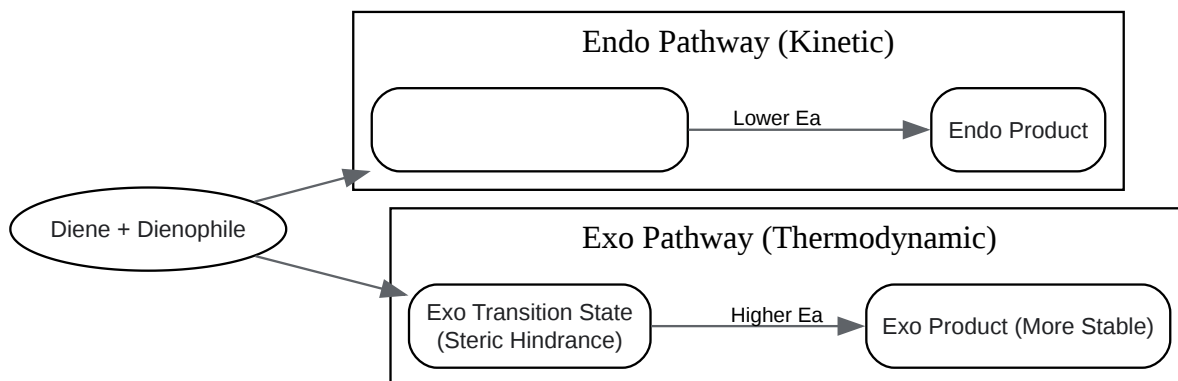 Endo Pathway (Kinetic)
Lower Ea
Endo Product
Diene + Dienophile
Exo Pathway (Thermodynamic)
Exo Transition State
(Steric Hindrance)
Higher Ea
Exo Product (More Stable)